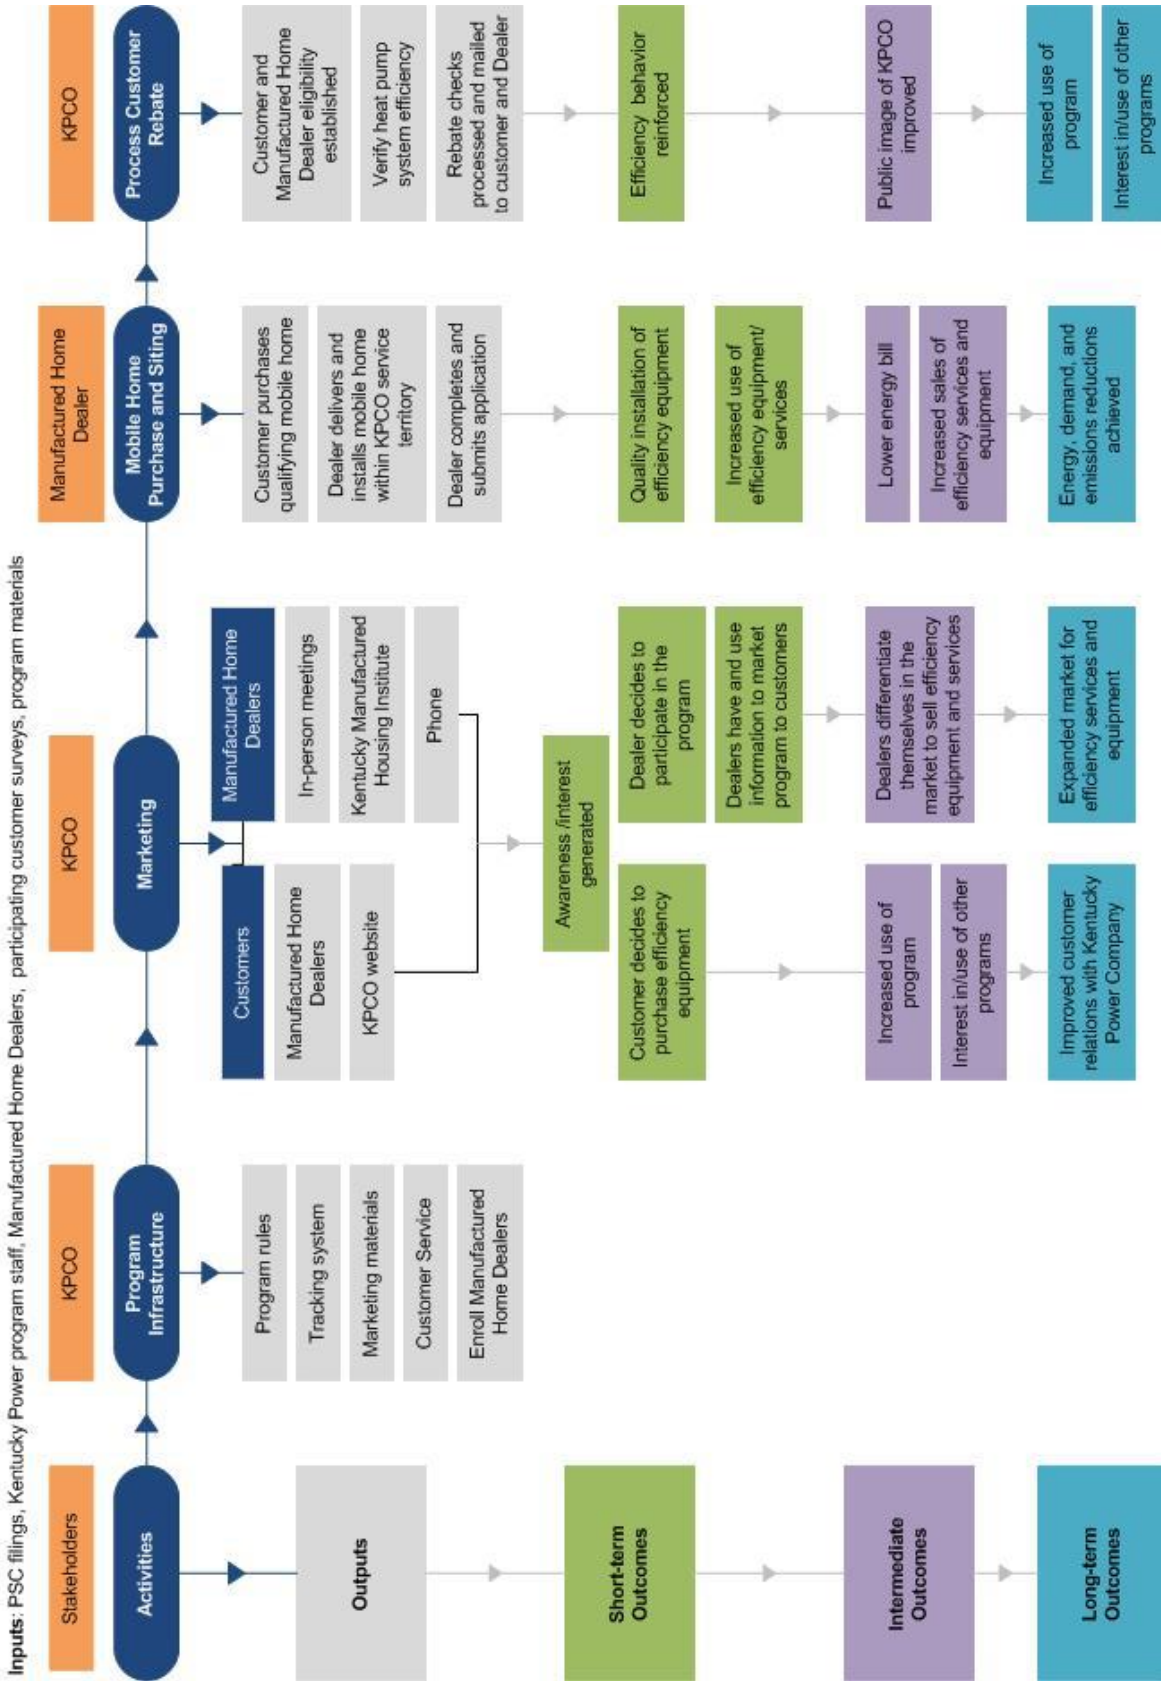 Inputs: PSC filings, Kentucky Power program staff, Manufactured Home Dealers, participating customer surveys, program materials
Stakeholders
KPCO
KPCO
Manufactured Home
Dealer
KPCO
Activities
Program
Infrastructure
Marketing
Mobile Home
Purchase and Siting
Process Customer
Rebate
Outputs
Program rules
Tracking system
Marketing materials
Customer Service
Enroll Manufactured
Home Dealers
Customers
Manufactured Home
Dealers
KPCO website
Manufactured Home
Dealers
In-person meetings
Kentucky Manufactured
Housing Institute
Phone
Customer purchases
qualifying mobile home
Dealer delivers and
installs mobile home
within KPCO service
territory
Dealer completes and
submits application
Customer and
Manufactured Home
Dealer eligibility
established
Verify heat pump
system efficiency
Rebate checks
processed and mailed
to customer and Dealer
Short-term
Outcomes
Awareness /interest
generated
Customer decides to
purchase efficiency
equipment
Dealer decides to
participate in the
program
Dealers have and use
information to market
program to customers
Quality installation of
efficiency equipment
Increased use of
efficiency equipment/
services
Efficiency behavior
reinforced
Intermediate
Outcomes
Increased use of
program
Interest in/use of other
programs
Dealers differentiate
themselves in the
market to sell efficiency
equipment and services
Lower energy bill
Increased sales of
efficiency services and
equipment
Public image of KPCO
improved
Long-term
Outcomes
Improved customer
relations with Kentucky
Power Company
Expanded market for
efficiency services and
equipment
Energy, demand, and
emissions reductions
achieved
Increased use of
program
Interest in/use of other
programs